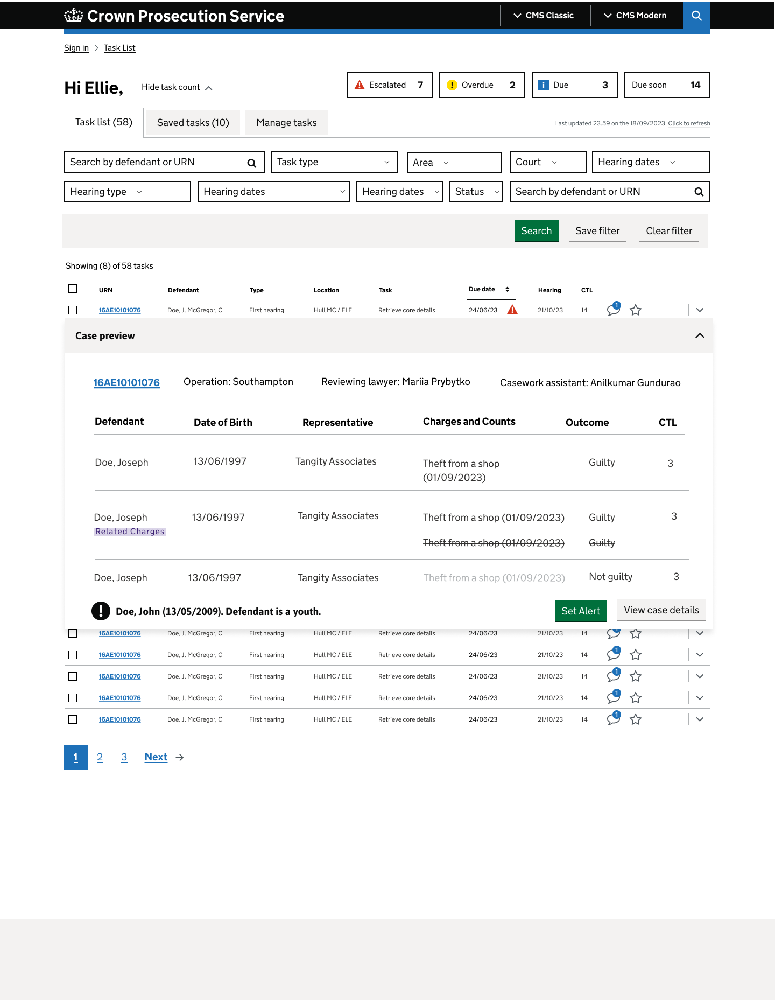 Crown Prosecution Service
CMS Classic
CMS Modern
Sign in
Task List
Hi Ellie,
Hide task count
Escalated 7
Overdue 2
Due 3
Due soon 14
Task list (58)
Saved tasks (10)
Manage tasks
Last updated 23.59 on the 18/09/2023. Click to refresh
Search by defendant or URN
Task type
Area
Court
Hearing dates
Hearing type
Hearing dates
Hearing dates
Status
Search by defendant or URN
Search
Save filter
Clear filter
Showing (8) of 58 tasks
URN Defendant Type Location Task Due date Hearing CTL
16AE10101076 Doe, J. McGregor, C First hearing Hull MC / ELE Retrieve core details 24/06/23 21/10/23 14 1
Case preview
16AE10101076 Operation: Southampton Reviewing lawyer: Mariia Prybytko Casework assistant: Anilkumar Gundurao
Defendant Date of Birth Representative Charges and Counts Outcome CTL
Doe, Joseph 13/06/1997 Tangity Associates Theft from a shop Guilty 3
(01/09/2023)
Doe, Joseph 13/06/1997 Tangity Associates Theft from a shop (01/09/2023) Guilty 3
Related Charges
Theft from a shop (01/09/2023) Guilty
Doe, Joseph 13/06/1997 Tangity Associates Theft from a shop (01/09/2023) Not guilty 3
Doe, John (13/05/2009). Defendant is a youth.
Set Alert
View case details
16AE10101076 Doe, J. McGregor, C First hearing Hull MC / ELE Retrieve core details 24/06/23 21/10/23 14
16AE10101076 Doe, J. McGregor, C First hearing Hull MC / ELE Retrieve core details 24/06/23 21/10/23 14 1
16AE10101076 Doe, J. McGregor, C First hearing Hull MC / ELE Retrieve core details 24/06/23 21/10/23 14 1
16AE10101076 Doe, J. McGregor, C First hearing Hull MC / ELE Retrieve core details 24/06/23 21/10/23 14 1
16AE10101076 Doe, J. McGregor, C First hearing Hull MC / ELE Retrieve core details 24/06/23 21/10/23 14 1
1 2 3 Next